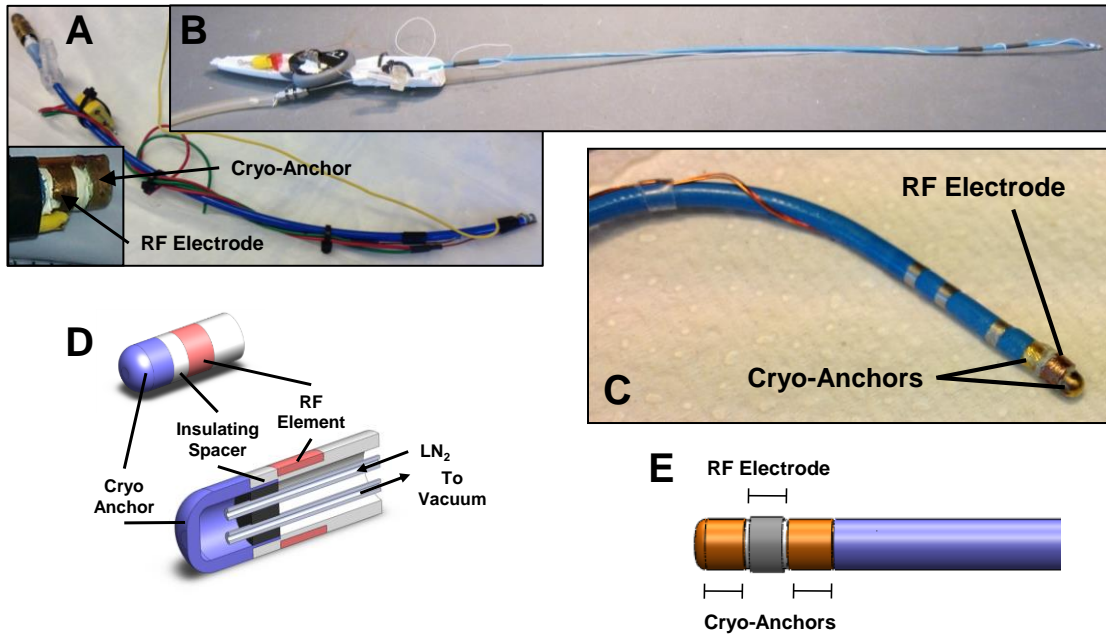 A
B
Cryo-Anchor
RF Electrode
RF Electrode
Cryo-Anchors
C
D
RF
Element
Insulating
Spacer
LN₂
To
Vacuum
Cryo
Anchor
E
RF Electrode
Cryo-Anchors